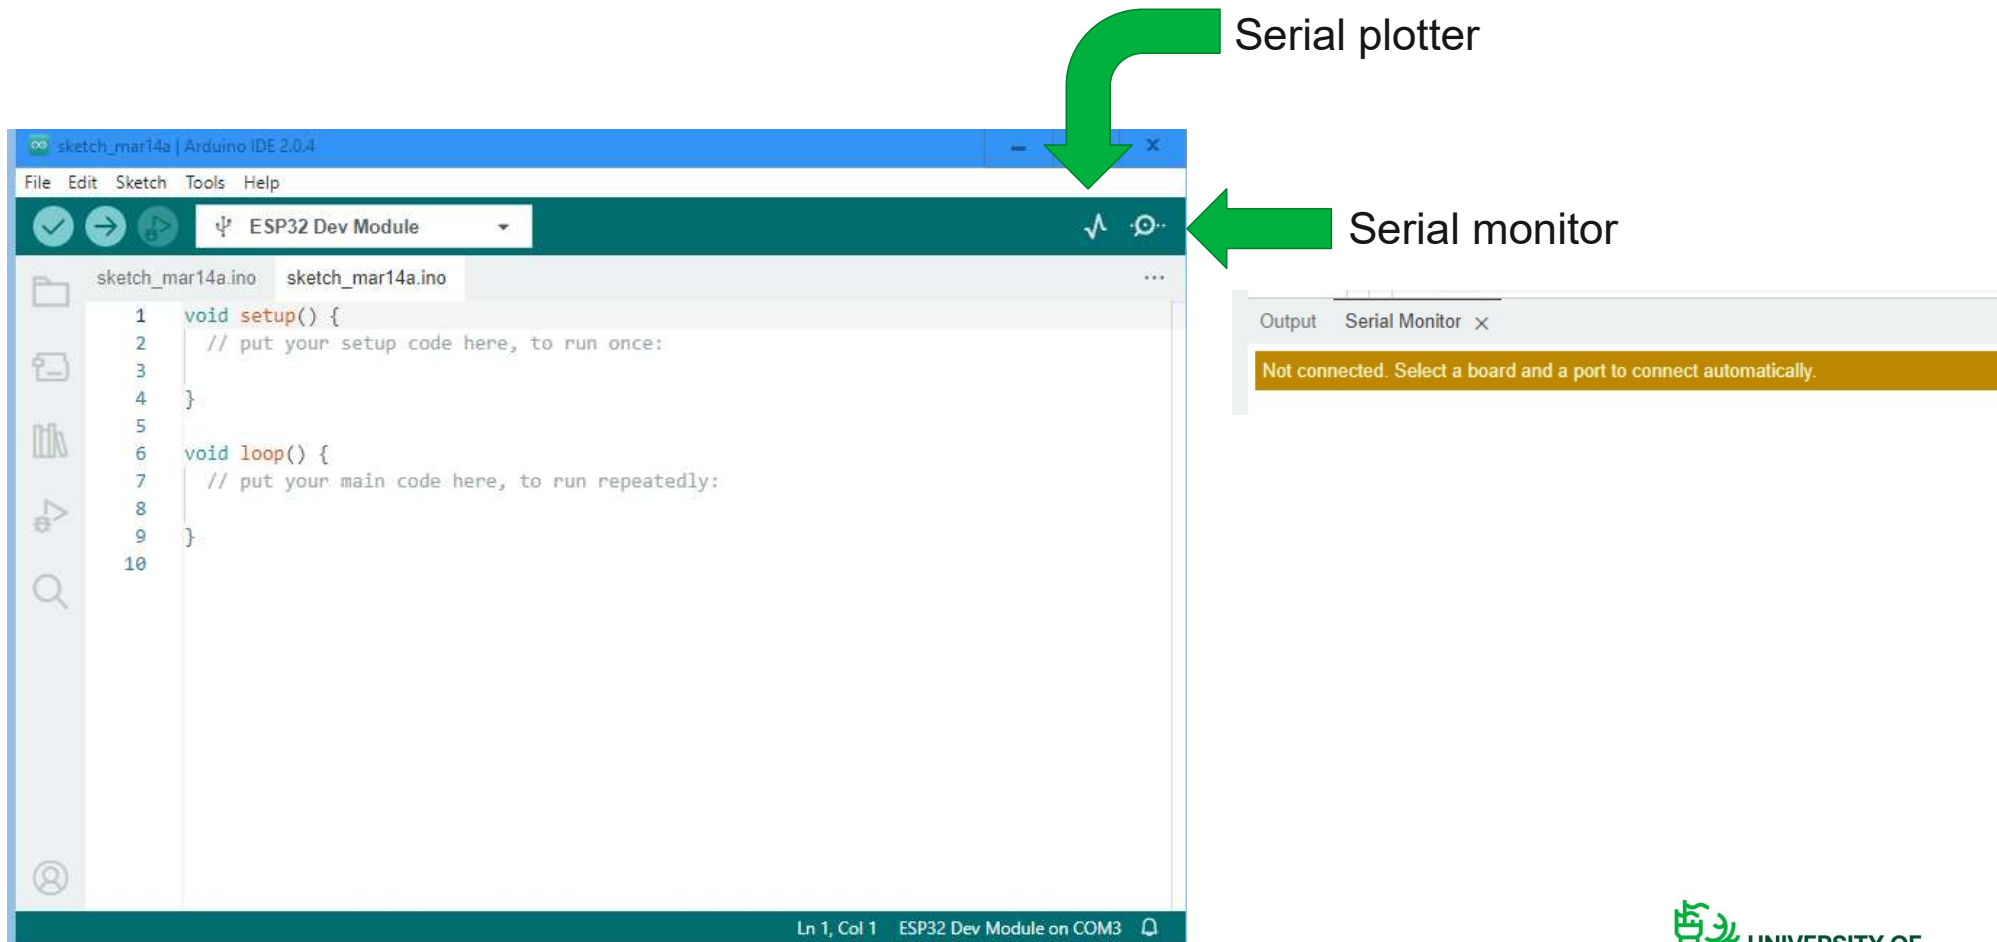 Serial plotter
sketch_mar14a | Arduino IDE 2.0.4
File Edit Sketch Tools Help
ESP32 Dev Module
Serial monitor
sketch_mar14a.ino sketch_mar14a.ino
1 void setup() {
2 // put your setup code here, to run once:
3
4 }
5
6 void loop() {
7 // put your main code here, to run repeatedly:
8
9 }
10
Output Serial Monitor
Not connected. Select a board and a port to connect automatically.
Ln 1, Col 1 ESP32 Dev Module on COM3
UNIVERSITY OF